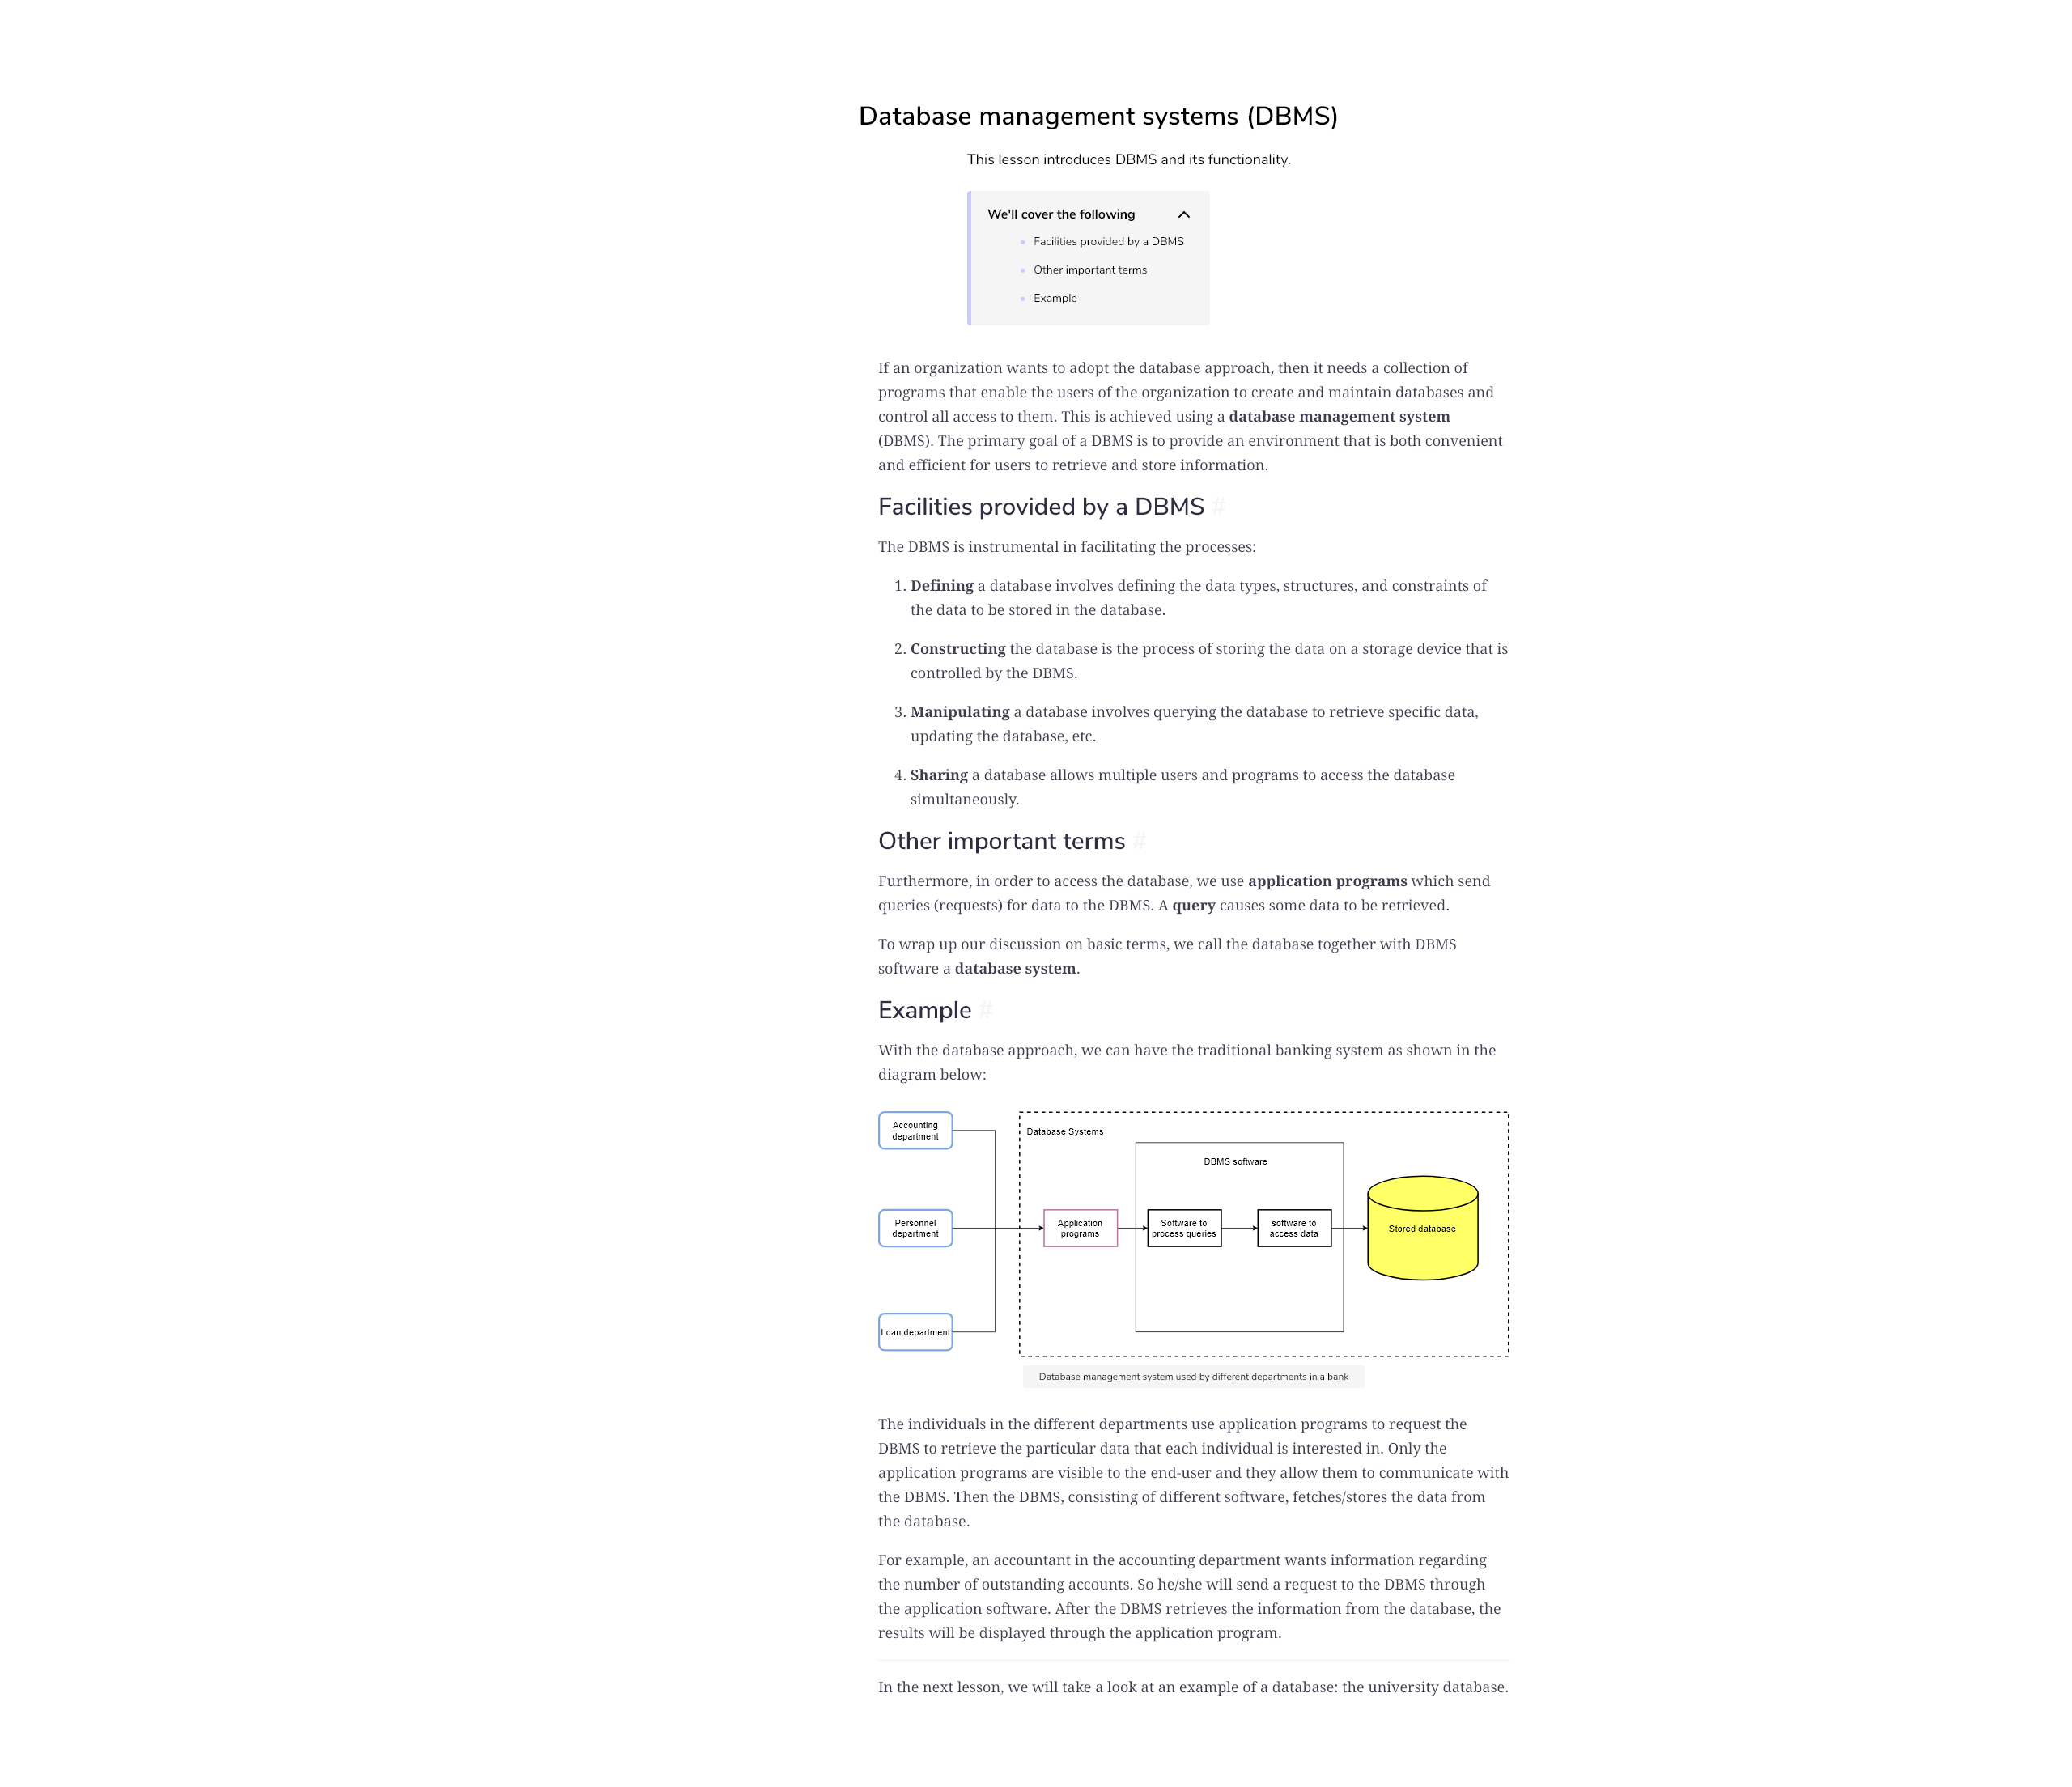 Database management systems (DBMS)
This lesson introduces DBMS and its functionality.
We'll cover the following
Facilities provided by a DBMS
Other important terms
Example
If an organization wants to adopt the database approach, then it needs a collection of
programs that enable the users of the organization to create and maintain databases and
control all access to them. This is achieved using a database management system
(DBMS). The primary goal of a DBMS is to provide an environment that is both convenient
and efficient for users to retrieve and store information.
Facilities provided by a DBMS #
The DBMS is instrumental in facilitating the processes:
1. Defining a database involves defining the data types, structures, and constraints of
the data to be stored in the database.
2. Constructing the database is the process of storing the data on a storage device that is
controlled by the DBMS.
3. Manipulating a database involves querying the database to retrieve specific data,
updating the database, etc.
4. Sharing a database allows multiple users and programs to access the database
simultaneously.
Other important terms #
Furthermore, in order to access the database, we use application programs which send
queries (requests) for data to the DBMS. A query causes some data to be retrieved.
To wrap up our discussion on basic terms, we call the database together with DBMS
software a database system.
Example #
With the database approach, we can have the traditional banking system as shown in the
diagram below:
Accounting
department
Personnel
department
Loan department
Database Systems
DBMS software
Application
programs
Software to
process queries
software to
access data
Stored database
Database management system used by different departments in a bank
The individuals in the different departments use application programs to request the
DBMS to retrieve the particular data that each individual is interested in. Only the
application programs are visible to the end-user and they allow them to communicate with
the DBMS. Then the DBMS, consisting of different software, fetches/stores the data from
the database.
For example, an accountant in the accounting department wants information regarding
the number of outstanding accounts. So he/she will send a request to the DBMS through
the application software. After the DBMS retrieves the information from the database, the
results will be displayed through the application program.
In the next lesson, we will take a look at an example of a database: the university database.